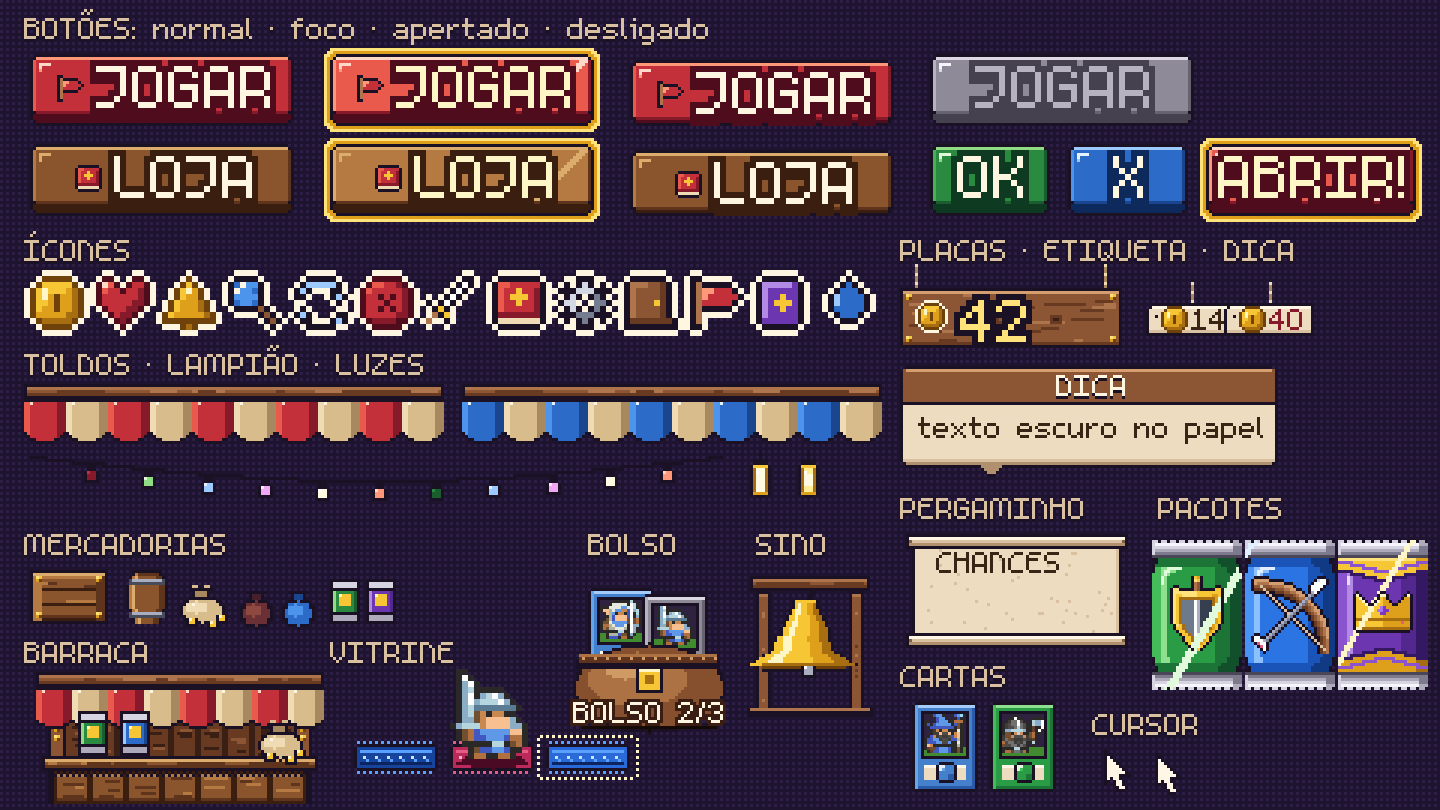 BOTÕES: normal · foco · apertado · desligado
JOGAR JOGAR JOGAR JOGAR
LOJA LOJA LOJA OK X ABRIR!
ÍCONES
PLACAS · ETIQUETA · DICA
42 14 40
TOLDOS · LAMPIÃO · LUZES
DICA
texto escuro no papel
PERGAMINHO PACOTES
MERCADORIAS BOLSO SINO
CHANCES
BARRACA VITRINE
CARTAS
BOLSO 2/3
CURSOR